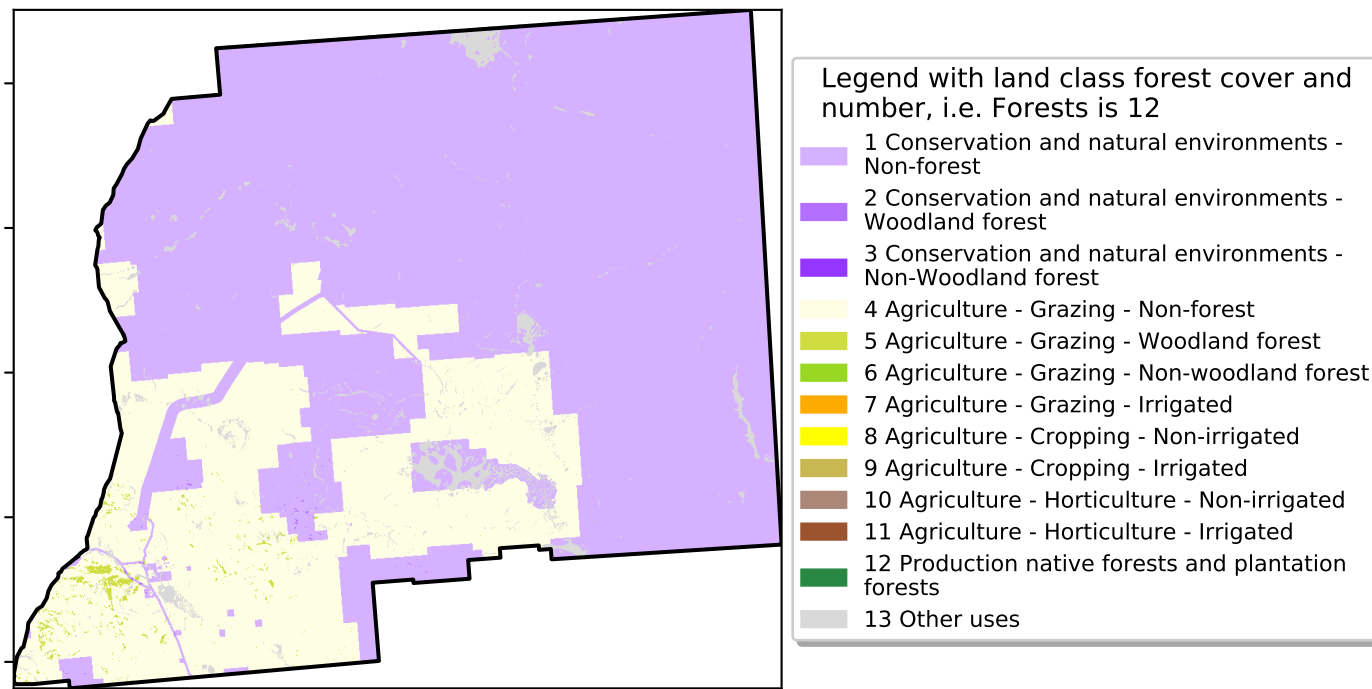 Legend with land class forest cover and
number, i.e. Forests is 12
1 Conservation and natural environments -
Non-forest
2 Conservation and natural environments -
Woodland forest
3 Conservation and natural environments -
Non-Woodland forest
4 Agriculture - Grazing - Non-forest
5 Agriculture - Grazing - Woodland forest
6 Agriculture - Grazing - Non-woodland forest
7 Agriculture - Grazing - Irrigated
8 Agriculture - Cropping - Non-irrigated
9 Agriculture - Cropping - Irrigated
10 Agriculture - Horticulture - Non-irrigated
11 Agriculture - Horticulture - Irrigated
12 Production native forests and plantation
forests
13 Other uses